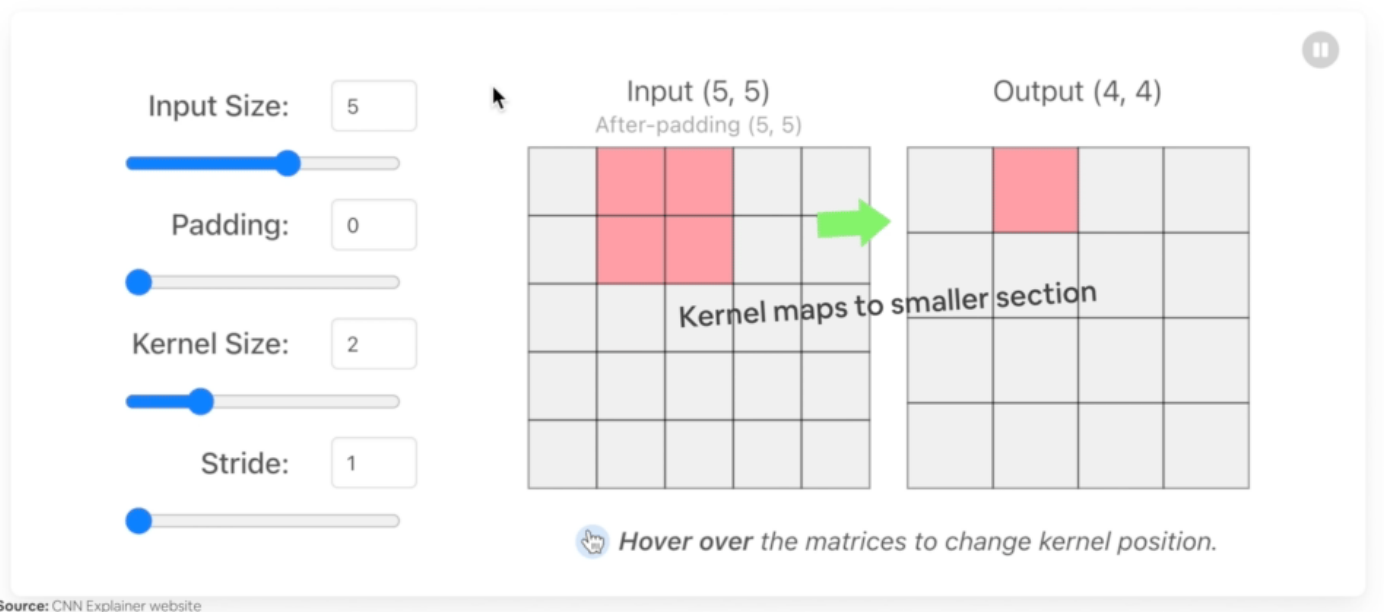 Input Size:
5
Padding:
0
Kernel Size:
2
Stride:
1
Input (5, 5)
After-padding (5, 5)
Output (4, 4)
Kernel maps to smaller section
Hover over the matrices to change kernel position.
Source: CNN Explainer website